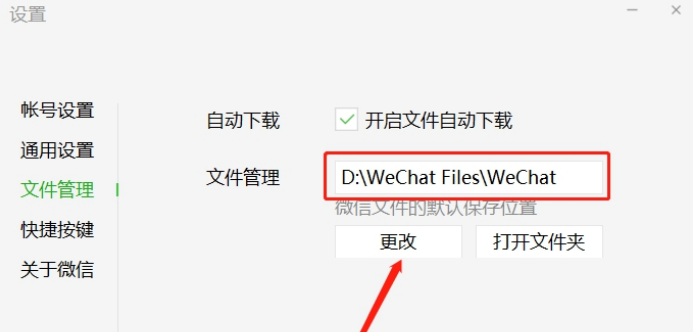 设置
帐号设置
通用设置
文件管理
快捷按键
关于微信
自动下载
开启文件自动下载
文件管理
D:\WeChat Files\WeChat
微信文件的默认保存位置
更改
打开文件夹